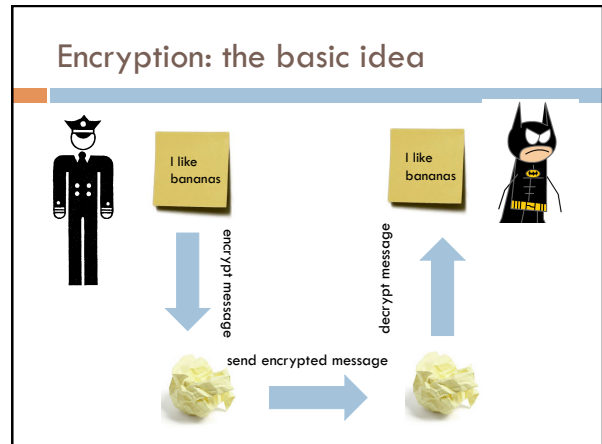 Encryption: the basic idea
I like
bananas
I like
bananas
encrypt message
decrypt message
send encrypted message